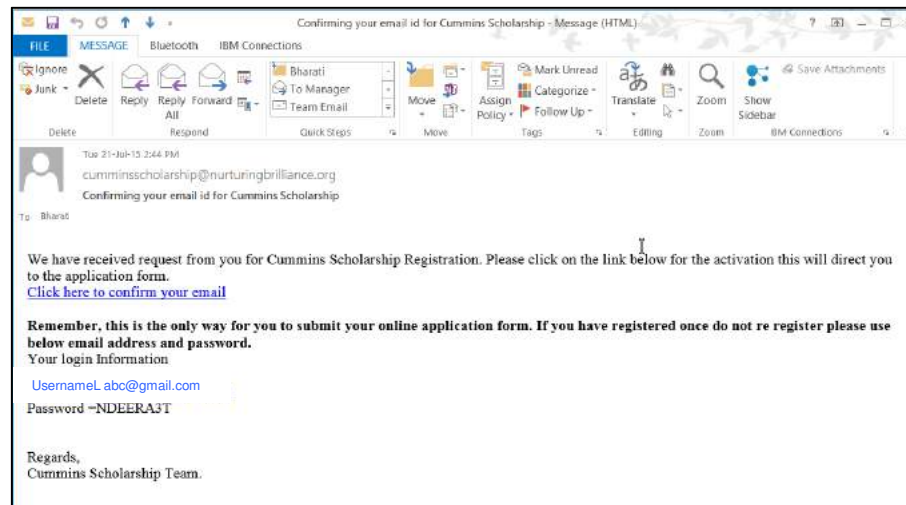 Confirming your email id for Cummins Scholarship - Message (HTML)
FILE MESSAGE Bluetooth IBM Connections
Ignore
Junk
Delete
Reply
Reply All
Forward
Bharati
To Manager
Team Email
Move
Assign Policy
Mark Unread
Categorize
Follow Up
Translate
Zoom
Show Sidebar
Save Attachments
Delete Respond Quick Steps Move Tags Editing Zoom IBM Connections
Tue 21-Jul-15 2:44 PM
cumminsscholarship@nurturingbrilliance.org
Confirming your email id for Cummins Scholarship
To Bharati
We have received request from you for Cummins Scholarship Registration. Please click on the link below for the activation this will direct you
to the application form.
Click here to confirm your email
Remember, this is the only way for you to submit your online application form. If you have registered once do not re register please use
below email address and password.
Your login Information
UsernameL abc@gmail.com
Password =NDEERA3T
Regards,
Cummins Scholarship Team.